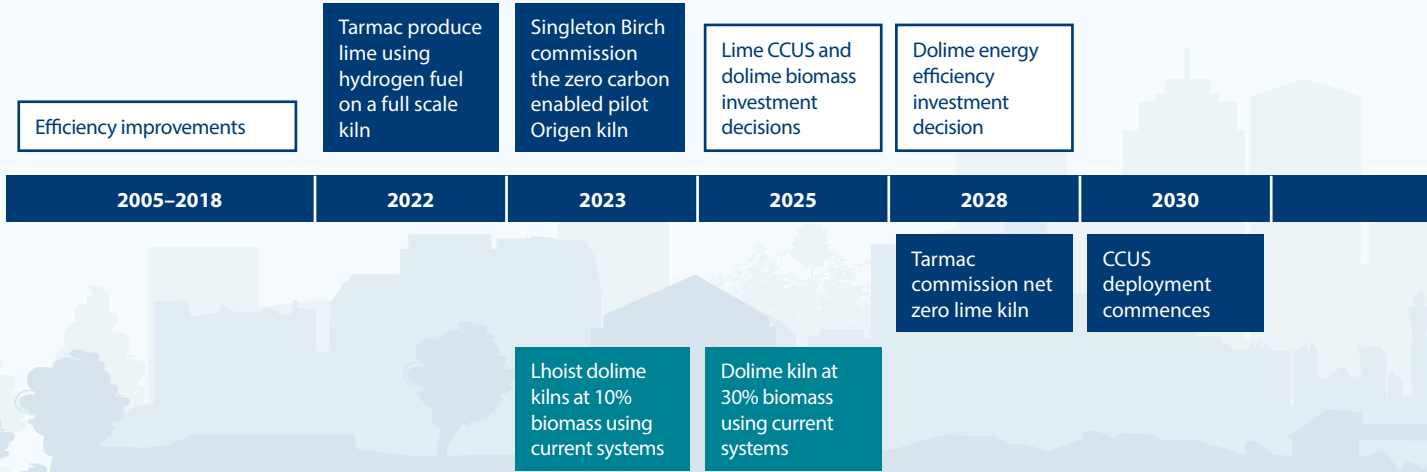 Efficiency improvements
Tarmac produce
lime using
hydrogen fuel
on a full scale
kiln
Singleton Birch
commission
the zero carbon
enabled pilot
Origen kiln
Lime CCUS and
dolime biomass
investment
decisions
Dolime energy
efficiency
investment
decision
2005–2018
2022
2023
2025
2028
2030
Tarmac
commission net
zero lime kiln
CCUS
deployment
commences
Lhoist dolime
kilns at 10%
biomass using
current systems
Dolime kiln at
30% biomass
using current
systems